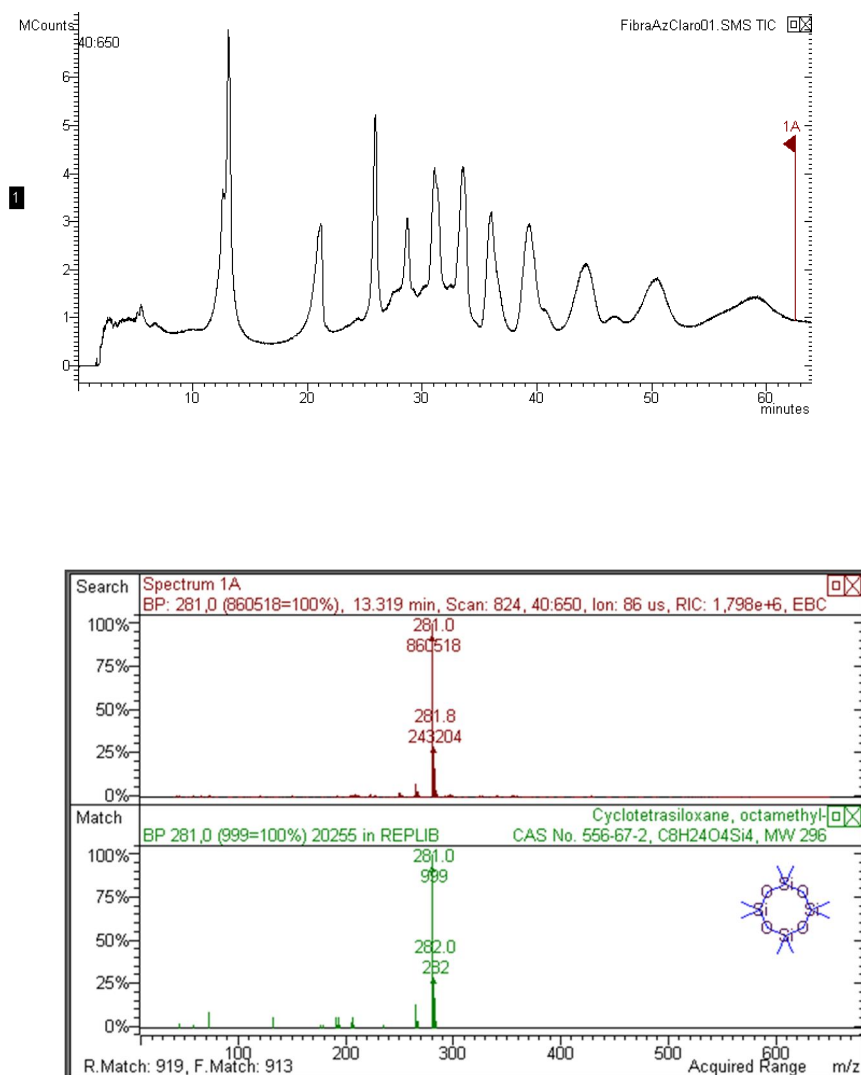 MCounts
FibraAzClaro01.SMS TIC
40:650
6
5
1A
4
1
3
2
1
0
10
20
30
40
50
60
minutes
Search
Spectrum 1A
BP: 281,0 (860518=100%), 13.319 min, Scan: 824, 40:650, Ion: 86 us, RIC: 1,798e+6, EBC
100%
281.0
860518
75%
50%
281.8
243204
25%
0%
Match
Cyclotetrasiloxane, octamethyl-
BP 281,0 (999=100%) 20255 in REPLIB
CAS No. 556-67-2, C8H24O4Si4, MW 296
100%
281.0
999
75%
Si
O
O
Si
Si
O
O
Si
50%
282.0
282
25%
0%
100
200
300
400
500
600
R.Match: 919, F.Match: 913
Acquired Range
m/z